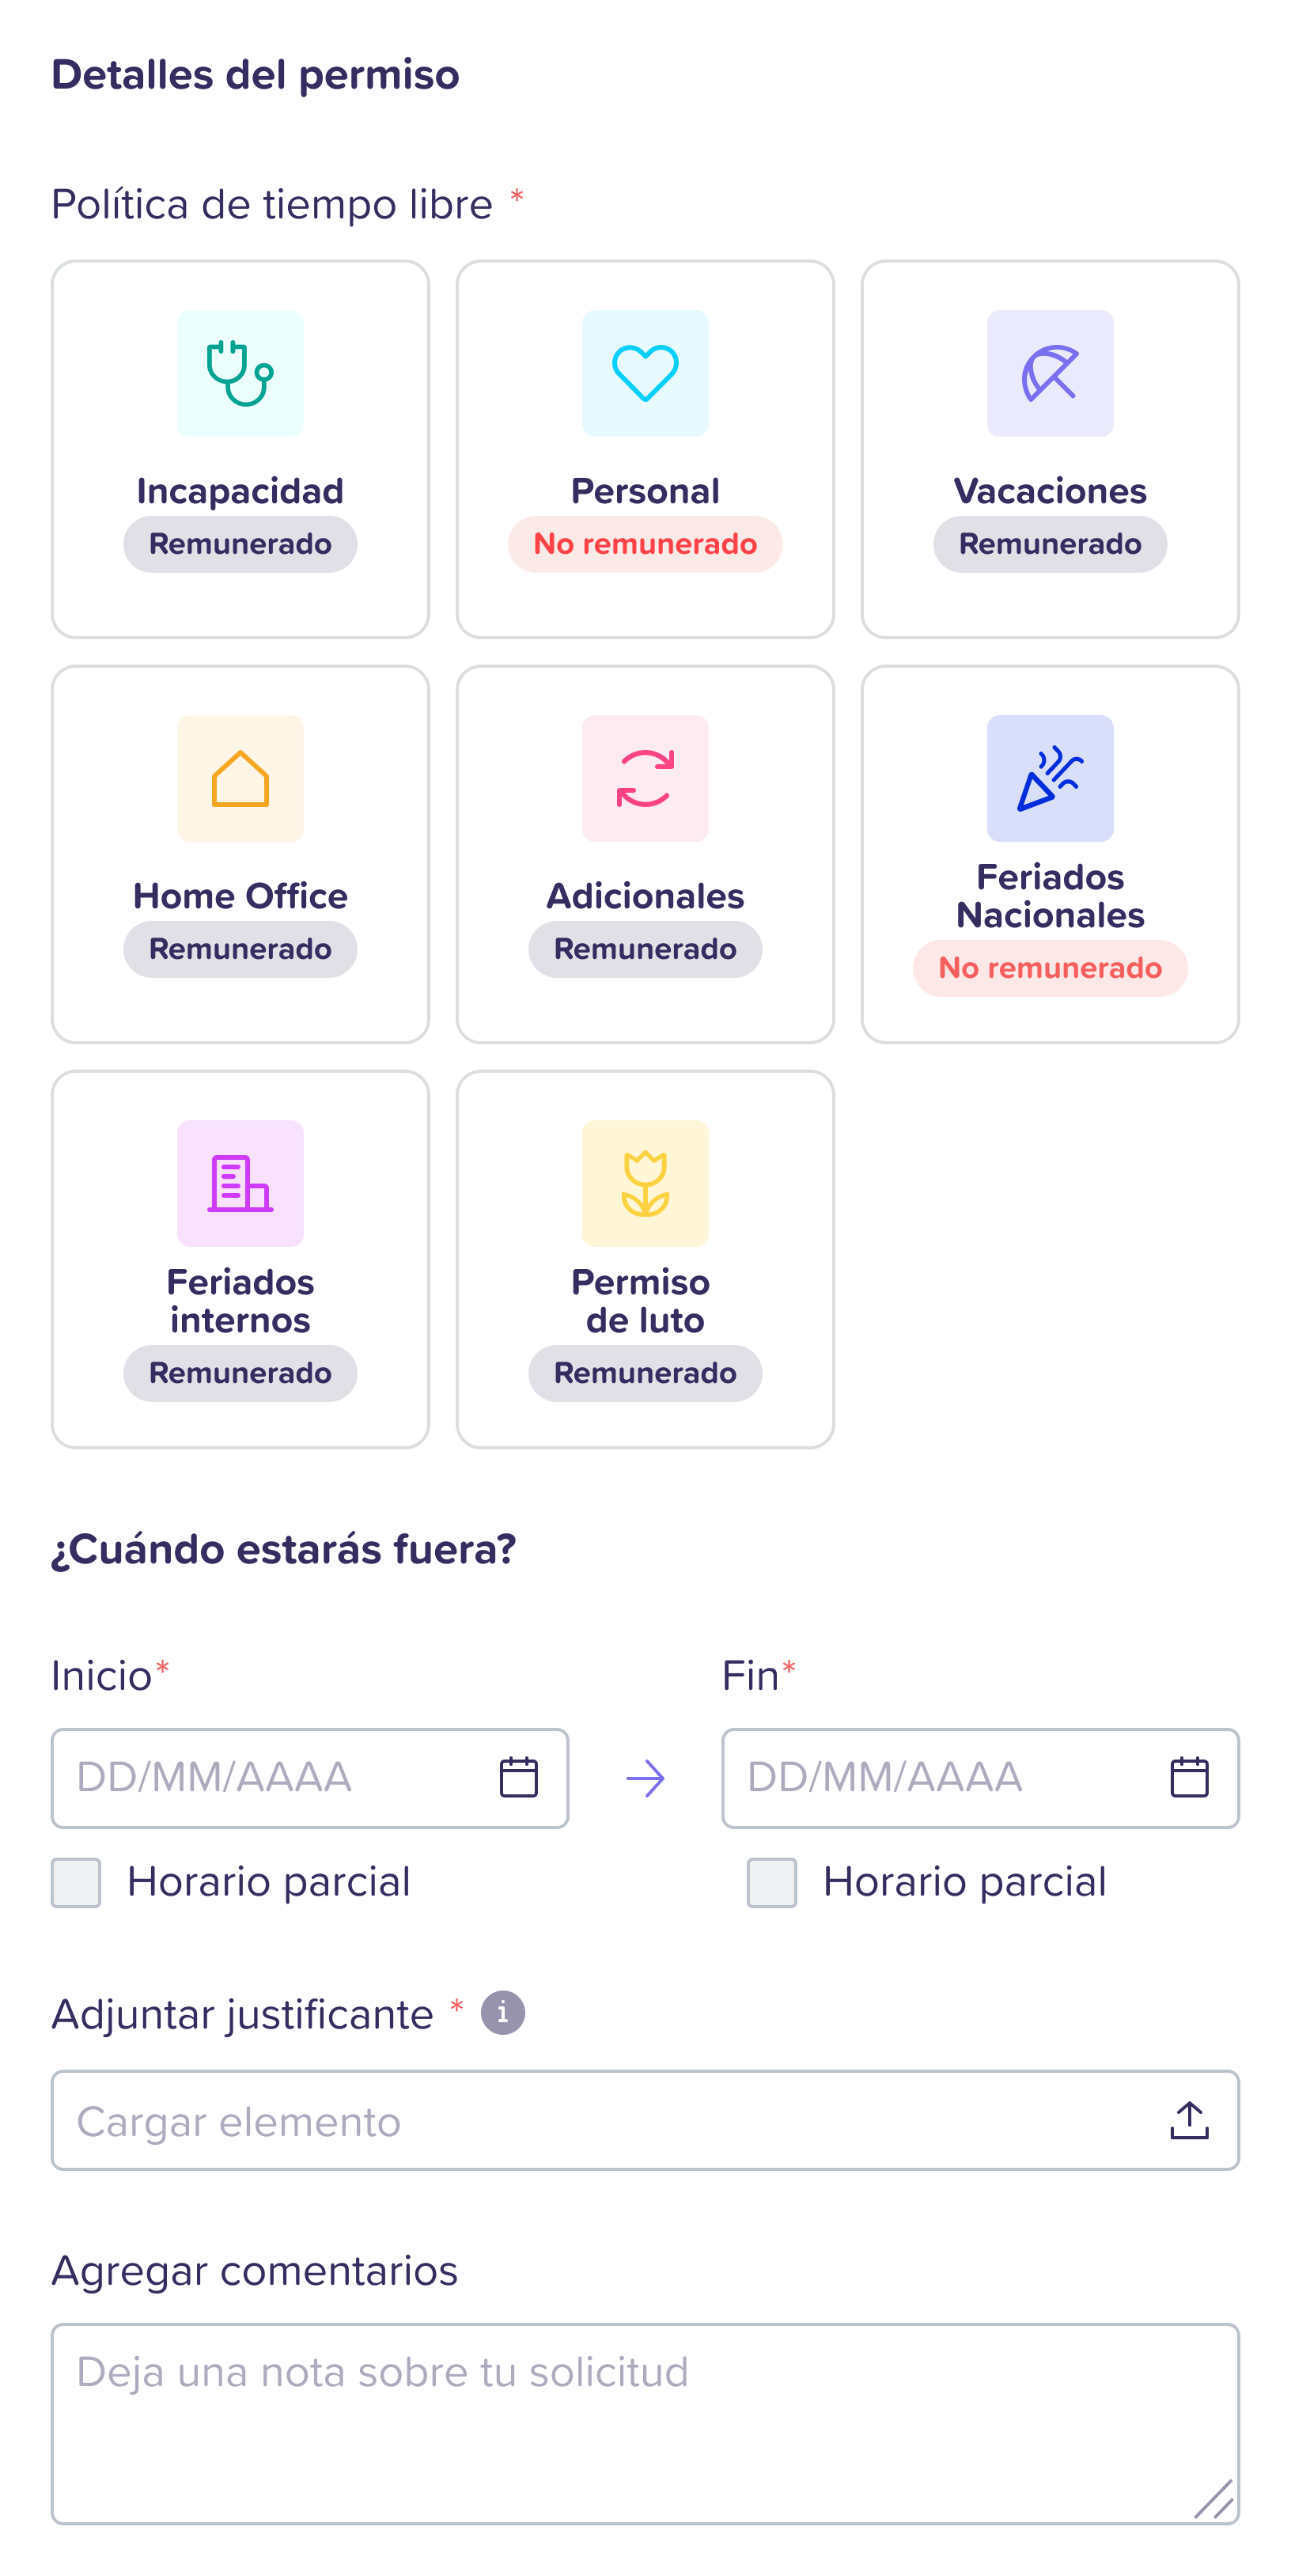 Detalles del permiso
Política de tiempo libre *
Incapacidad
Remunerado
Personal
No remunerado
Vacaciones
Remunerado
Home Office
Remunerado
Adicionales
Remunerado
Feriados
Nacionales
No remunerado
Feriados
internos
Remunerado
Permiso
de luto
Remunerado
¿Cuándo estarás fuera?
Inicio*
DD/MM/AAAA
Horario parcial
Fin*
DD/MM/AAAA
Horario parcial
Adjuntar justificante * i
Cargar elemento
Agregar comentarios
Deja una nota sobre tu solicitud